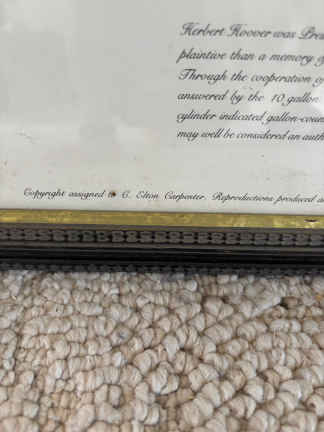 Herbert Hoover was Pres
plaintive than a memory of
Through the cooperation o
answered by the 10 gallon
cylinder indicated gallon-coun
may well be considered an auth
Copyright assigned to C. Elton Carpenter. Reproductions produced a